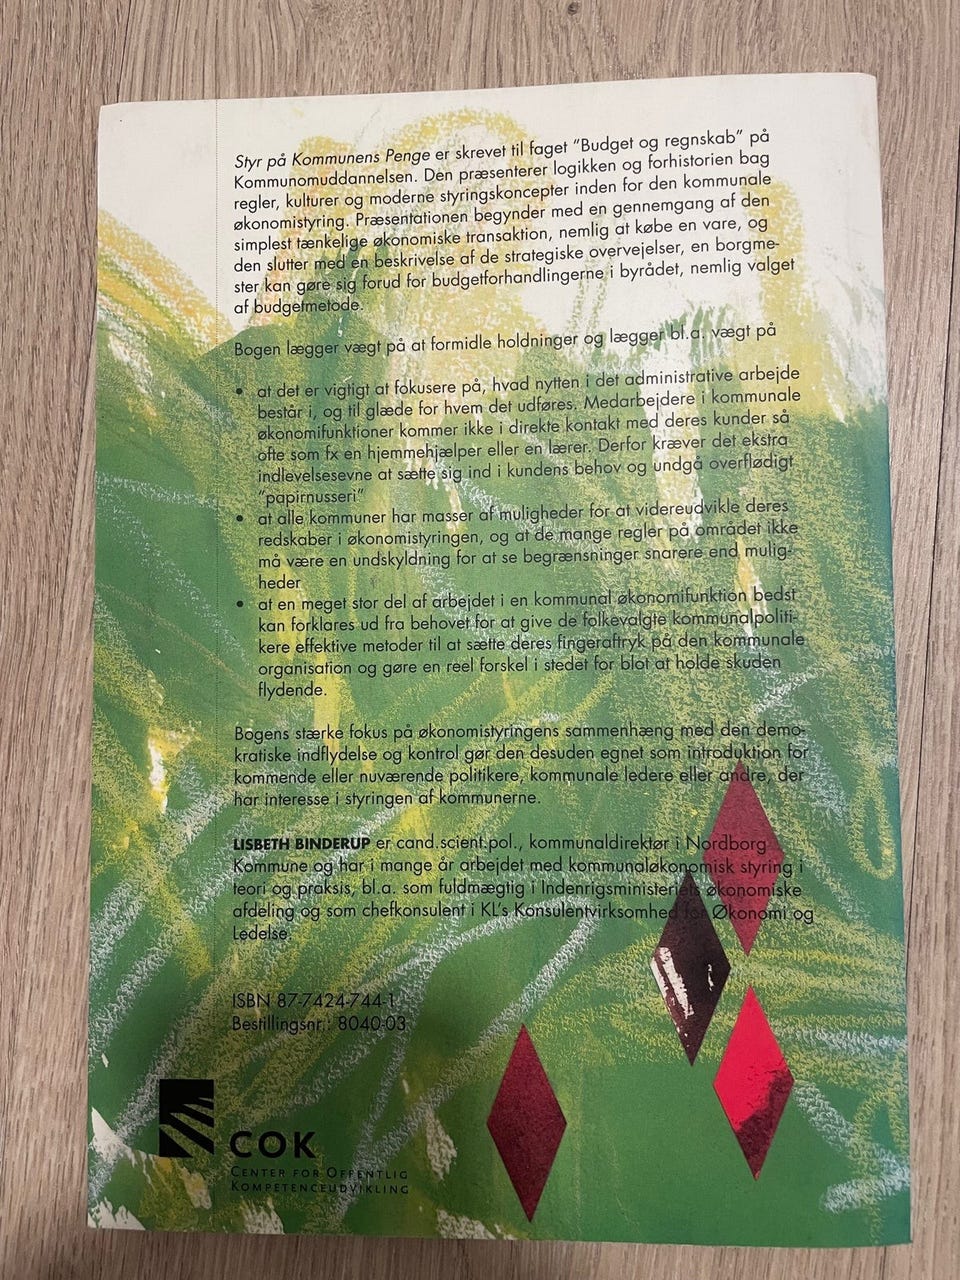 Styr på Kommunens Penge er skrevet til faget "Budget og regnskab" på
Kommunomuddannelsen. Den præsenterer logikken og forhistorien bag
regler, kulturer og moderne styringskoncepter inden for den kommunale
økonomistyring. Præsentationen begynder med en gennemgang af den
simplest tænkelige økonomiske transaktion, nemlig at købe en vare, og
den slutter med en beskrivelse af de strategiske overvejelser, en borgme-
ster kan gøre sig forud for budgetforhandlingerne i byrådet, nemlig valget
af budgetmetode.
Bogen lægger vægt på at formidle holdninger og lægger bl.a. vægt på
• at det er vigtigt at fokusere på, hvad nytten i det administrative arbejde
består i, og til glæde for hvem det udføres. Medarbejdere i kommunale
økonomifunktioner kommer ikke i direkte kontakt med deres kunder så
ofte som fx en hjemmehjælper eller en lærer. Derfor kræver det ekstra
indlevelsesevne at sætte sig ind i kundens behov og undgå overflødigt
"papirnusseri"
• at alle kommuner har masser af muligheder for at videreudvikle deres
redskaber i økonomistyringen, og at de mange regler på området ikke
må være en undskyldning for at se begrænsninger snarere end mulig-
heder
• at en meget stor del af arbejdet i en kommunal økonomifunktion bedst
kan forklares ud fra behovet for at give de folkevalgte kommunalpoliti-
kere effektive metoder til at sætte deres fingeraftryk på den kommunale
organisation og gøre en reel forskel i stedet for blot at holde skuden
flydende.
Bogens stærke fokus på økonomistyringens sammenhæng med den demo-
kratiske indflydelse og kontrol gør den desuden egnet som introduktion for
kommende eller nuværende politikere, kommunale ledere eller andre, der
har interesse i styringen af kommunerne.
LISBETH BINDERUP er cand.scient.pol., kommunaldirektør i Nordborg
Kommune og har i mange år arbejdet med kommunaløkonomisk styring i
teori og praksis, bl.a. som fuldmægtig i Indenrigsministeriets økonomiske
afdeling og som chefkonsulent i KL's Konsulentvirksomhed for Økonomi og
Ledelse.
ISBN 87-7424-744-1
Bestillingsnr.: 8040-03
COK
CENTER FOR OFFENTLIG
KOMPETENCEUDVIKLING